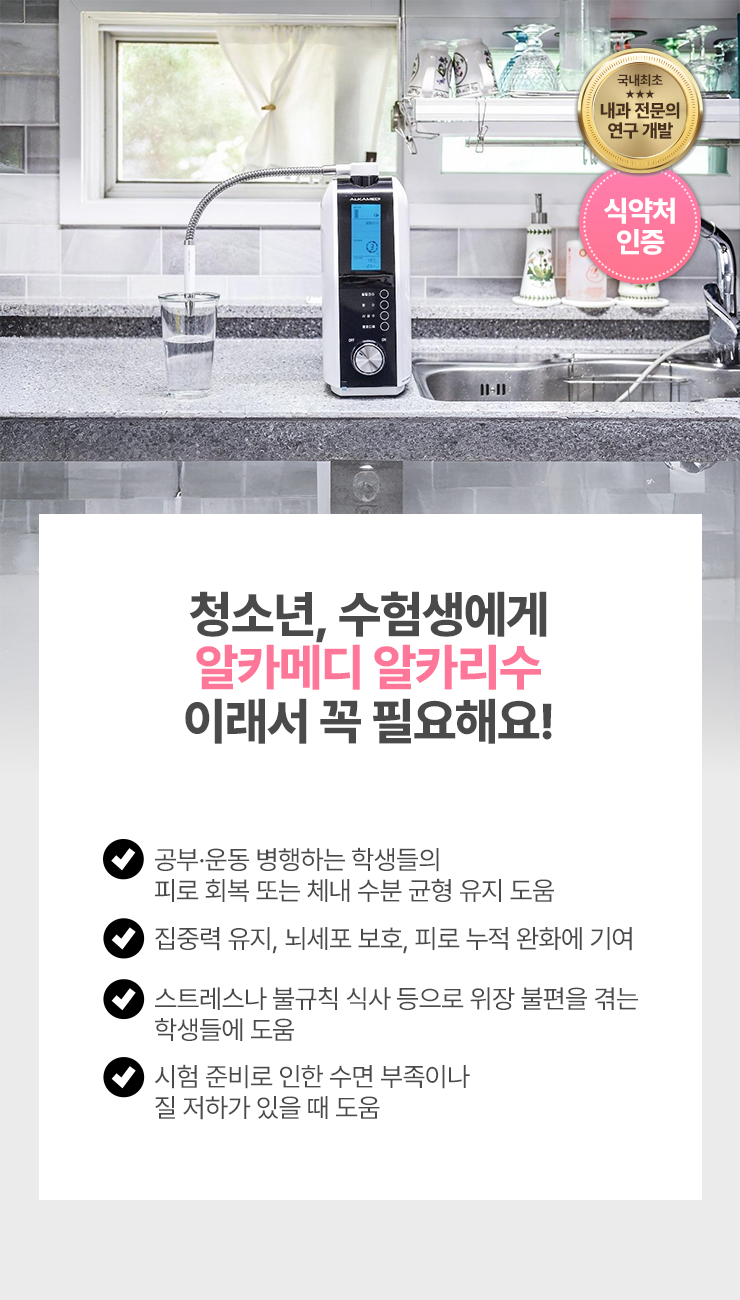 국내최초
★★★
내과 전문의
연구 개발
식약처
인증
ALKAMEDI
OFF
ON
청소년, 수험생에게
알카메디 알카리수
이래서 꼭 필요해요!
공부·운동 병행하는 학생들의
피로 회복 또는 체내 수분 균형 유지 도움
집중력 유지, 뇌세포 보호, 피로 누적 완화에 기여
스트레스나 불규칙 식사 등으로 위장 불편을 겪는
학생들에 도움
시험 준비로 인한 수면 부족이나
질 저하가 있을 때 도움